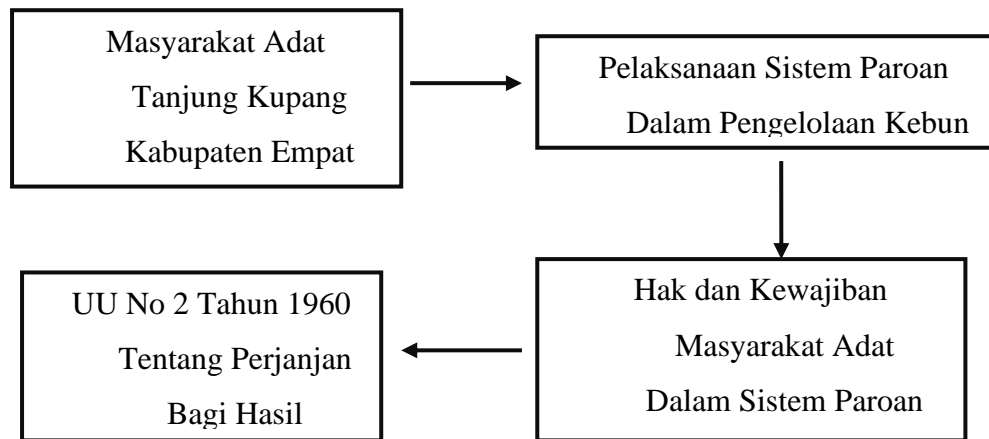 Masyarakat Adat
Tanjung Kupang
Kabupaten Empat
Pelaksanaan Sistem Paroan
Dalam Pengelolaan Kebun
Hak dan Kewajiban
Masyarakat Adat
Dalam Sistem Paroan
UU No 2 Tahun 1960
Tentang Perjanjan
Bagi Hasil